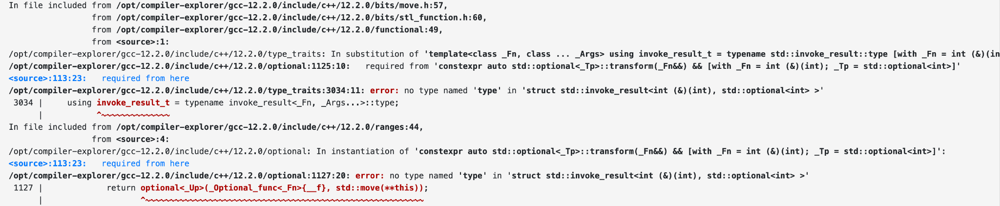 In file included from /opt/compiler-explorer/gcc-12.2.0/include/c++/12.2.0/bits/move.h:57,
from /opt/compiler-explorer/gcc-12.2.0/include/c++/12.2.0/bits/stl_function.h:60,
from /opt/compiler-explorer/gcc-12.2.0/include/c++/12.2.0/functional:49,
from <source>:1:
/opt/compiler-explorer/gcc-12.2.0/include/c++/12.2.0/type_traits: In substitution of 'template<class _Fn, class ... _Args> using invoke_result_t = typename std::invoke_result::type [with _Fn = int (&)(in
/opt/compiler-explorer/gcc-12.2.0/include/c++/12.2.0/optional:1125:10:   required from 'constexpr auto std::optional<_Tp>::transform(_Fn&&) && [with _Fn = int (&)(int); _Tp = std::optional<int>]'
<source>:113:23:   required from here
/opt/compiler-explorer/gcc-12.2.0/include/c++/12.2.0/type_traits:3034:11: error: no type named 'type' in 'struct std::invoke_result<int (&)(int), std::optional<int> >'
3034 |     using invoke_result_t = typename invoke_result<_Fn, _Args...>::type;
|           ^~~~~~~~~~~~~~~
In file included from /opt/compiler-explorer/gcc-12.2.0/include/c++/12.2.0/ranges:44,
from <source>:4:
/opt/compiler-explorer/gcc-12.2.0/include/c++/12.2.0/optional: In instantiation of 'constexpr auto std::optional<_Tp>::transform(_Fn&&) && [with _Fn = int (&)(int); _Tp = std::optional<int>]':
<source>:113:23:   required from here
/opt/compiler-explorer/gcc-12.2.0/include/c++/12.2.0/optional:1127:20: error: no type named 'type' in 'struct std::invoke_result<int (&)(int), std::optional<int> >'
1127 |             return optional<_Up>(_Optional_func<_Fn>{__f}, std::move(**this));
|                    ^~~~~~~~~~~~~~~~~~~~~~~~~~~~~~~~~~~~~~~~~~~~~~~~~~~~~~~~~~